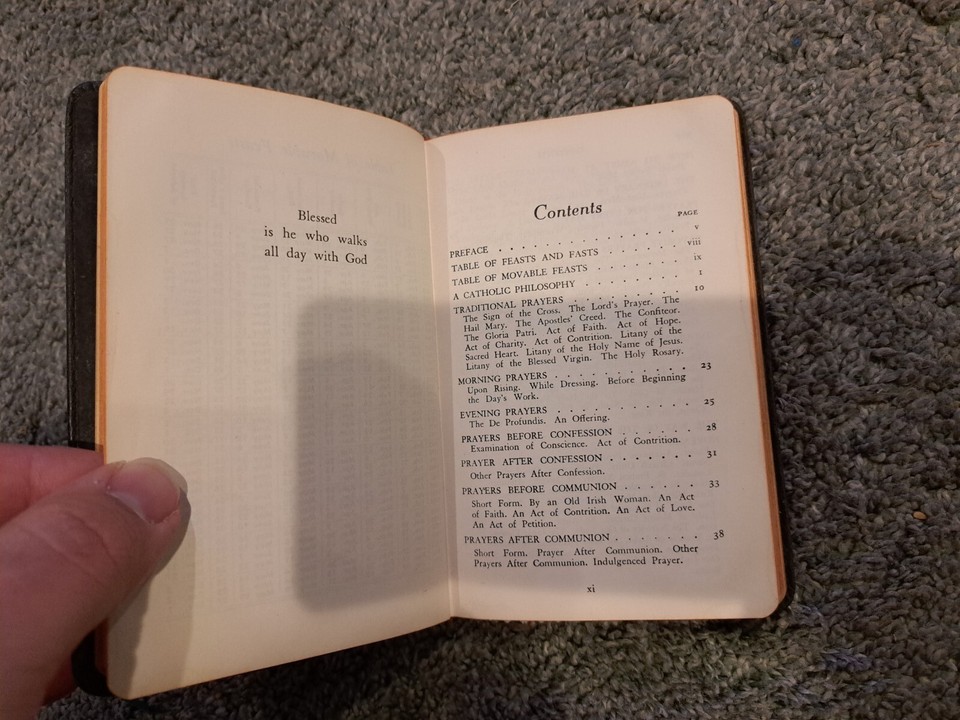 Blessed
is he who walks
all day with God
Contents
PAGE
PREFACE . . . . . . . . . . . . . . . v
TABLE OF FEASTS AND FASTS . . . . . . . viii
TABLE OF MOVABLE FEASTS . . . . . . . ix
A CATHOLIC PHILOSOPHY . . . . . . . . 1
TRADITIONAL PRAYERS . . . . . . . . . 10
The Sign of the Cross. The Lord's Prayer. The
Hail Mary. The Apostles' Creed. The Confiteor.
The Gloria Patri. Act of Faith. Act of Hope.
Act of Charity. Act of Contrition. Litany of the
Sacred Heart. Litany of the Holy Name of Jesus.
Litany of the Blessed Virgin. The Holy Rosary.
MORNING PRAYERS . . . . . . . . . . . 23
Upon Rising. While Dressing. Before Beginning
the Day's Work.
EVENING PRAYERS . . . . . . . . . . . 25
The De Profundis. An Offering.
PRAYERS BEFORE CONFESSION . . . . . . 28
Examination of Conscience. Act of Contrition.
PRAYER AFTER CONFESSION . . . . . . . 31
Other Prayers After Confession.
PRAYERS BEFORE COMMUNION . . . . . . 33
Short Form. By an Old Irish Woman. An Act
of Faith. An Act of Contrition. An Act of Love.
An Act of Petition.
PRAYERS AFTER COMMUNION . . . . . . . 38
Short Form. Prayer After Communion. Other
Prayers After Communion. Indulgenced Prayer.
xi